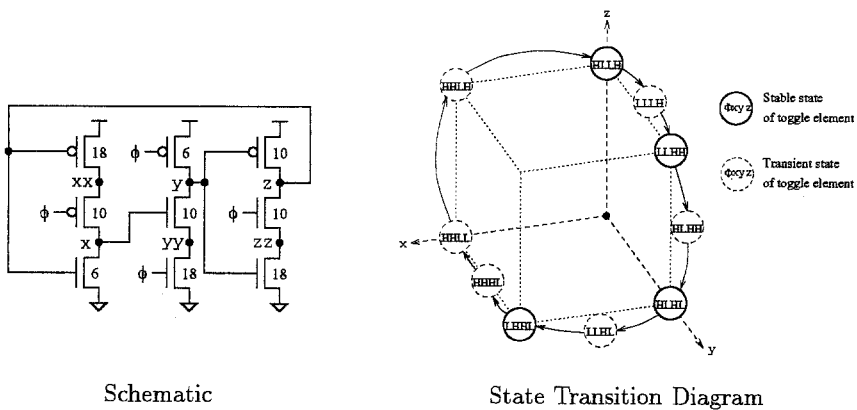 z
HLLH
HHLH
LLLH
LLHH
HLHH
HLHL
LLHL
LHHL
HHHL
HHLL
x
y
ϕxyz
Stable state
of toggle element
ϕxyz
Transient state
of toggle element
18
ϕ
6
10
xx
y
z
ϕ
10
10
ϕ
10
x
yy
zz
6
ϕ
18
18
Schematic
State Transition Diagram